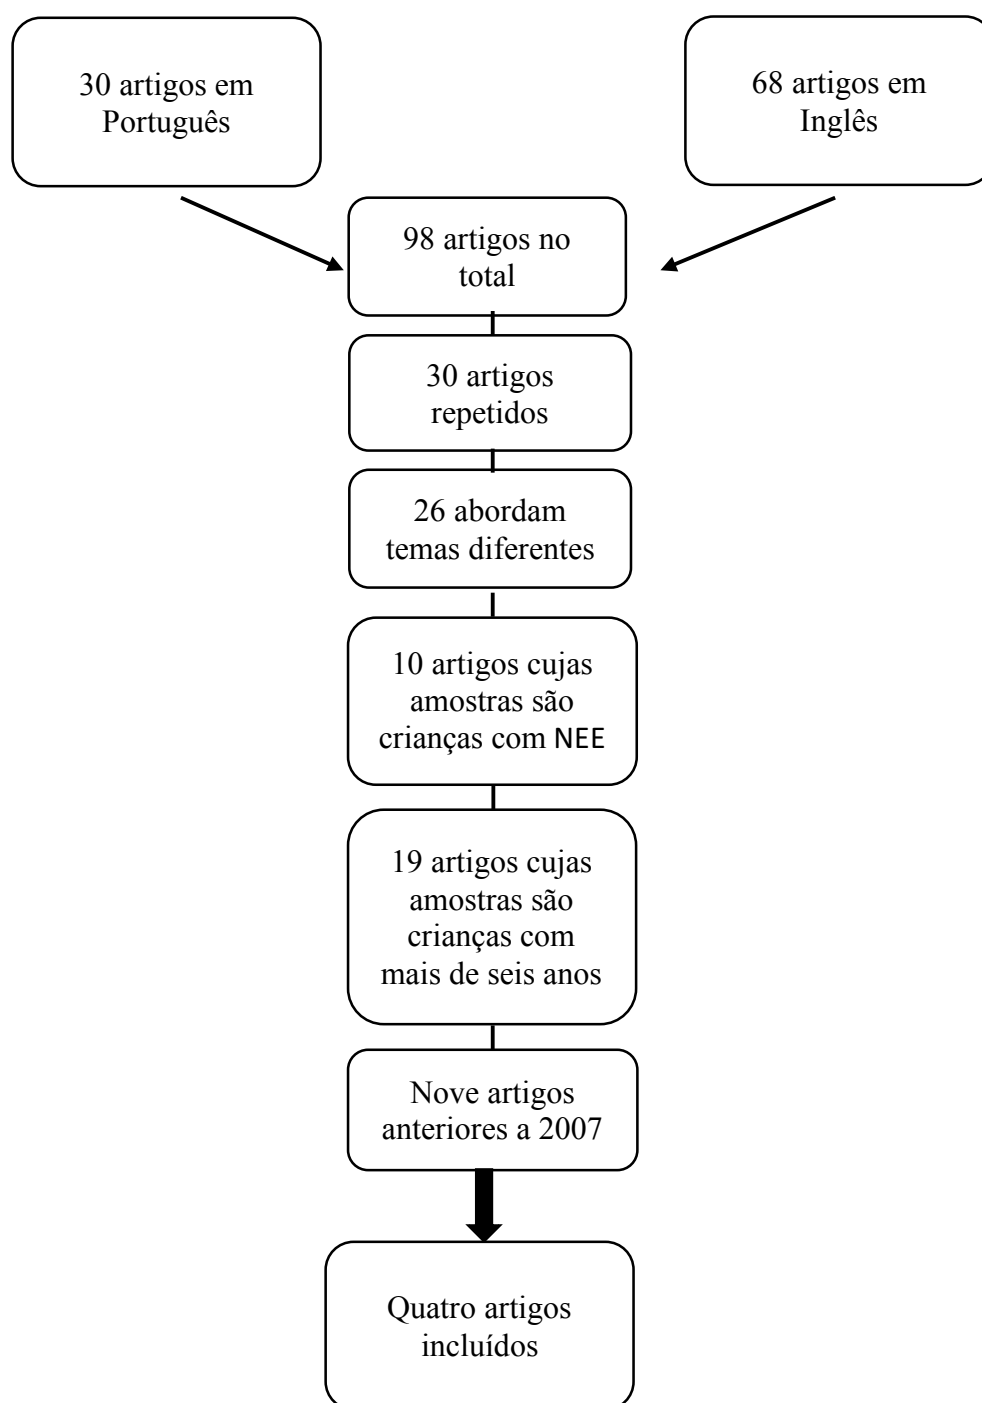 30 artigos em
Português
68 artigos em
Inglês
98 artigos no
total
30 artigos
repetidos
26 abordam
temas diferentes
10 artigos cujas
amostras são
crianças com NEE
19 artigos cujas
amostras são
crianças com
mais de seis anos
Nove artigos
anteriores a 2007
Quatro artigos
incluídos